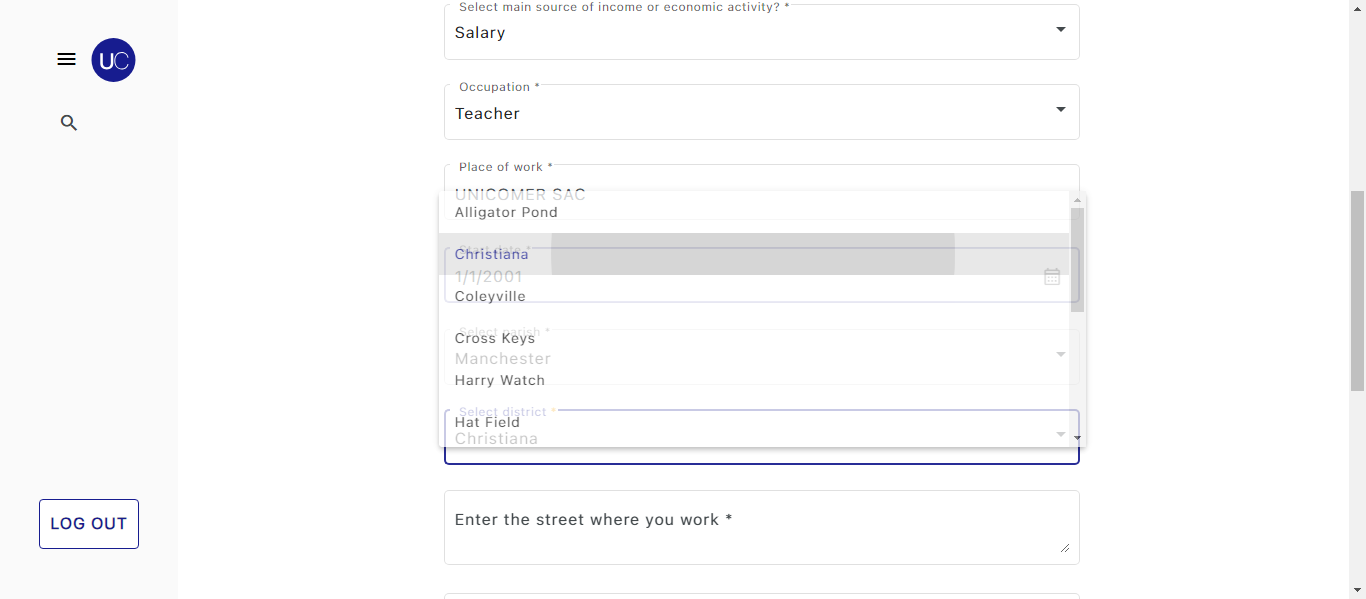 Select main source of income or economic activity? *
Salary
UC
Occupation *
Teacher
Place of work *
UNICOMER SAC
Alligator Pond
Start date *
Christiana
1/1/2001
Coleyville
Select parish *
Cross Keys
Manchester
Harry Watch
Select district *
Hat Field
Christiana
Enter the street where you work *
LOG OUT